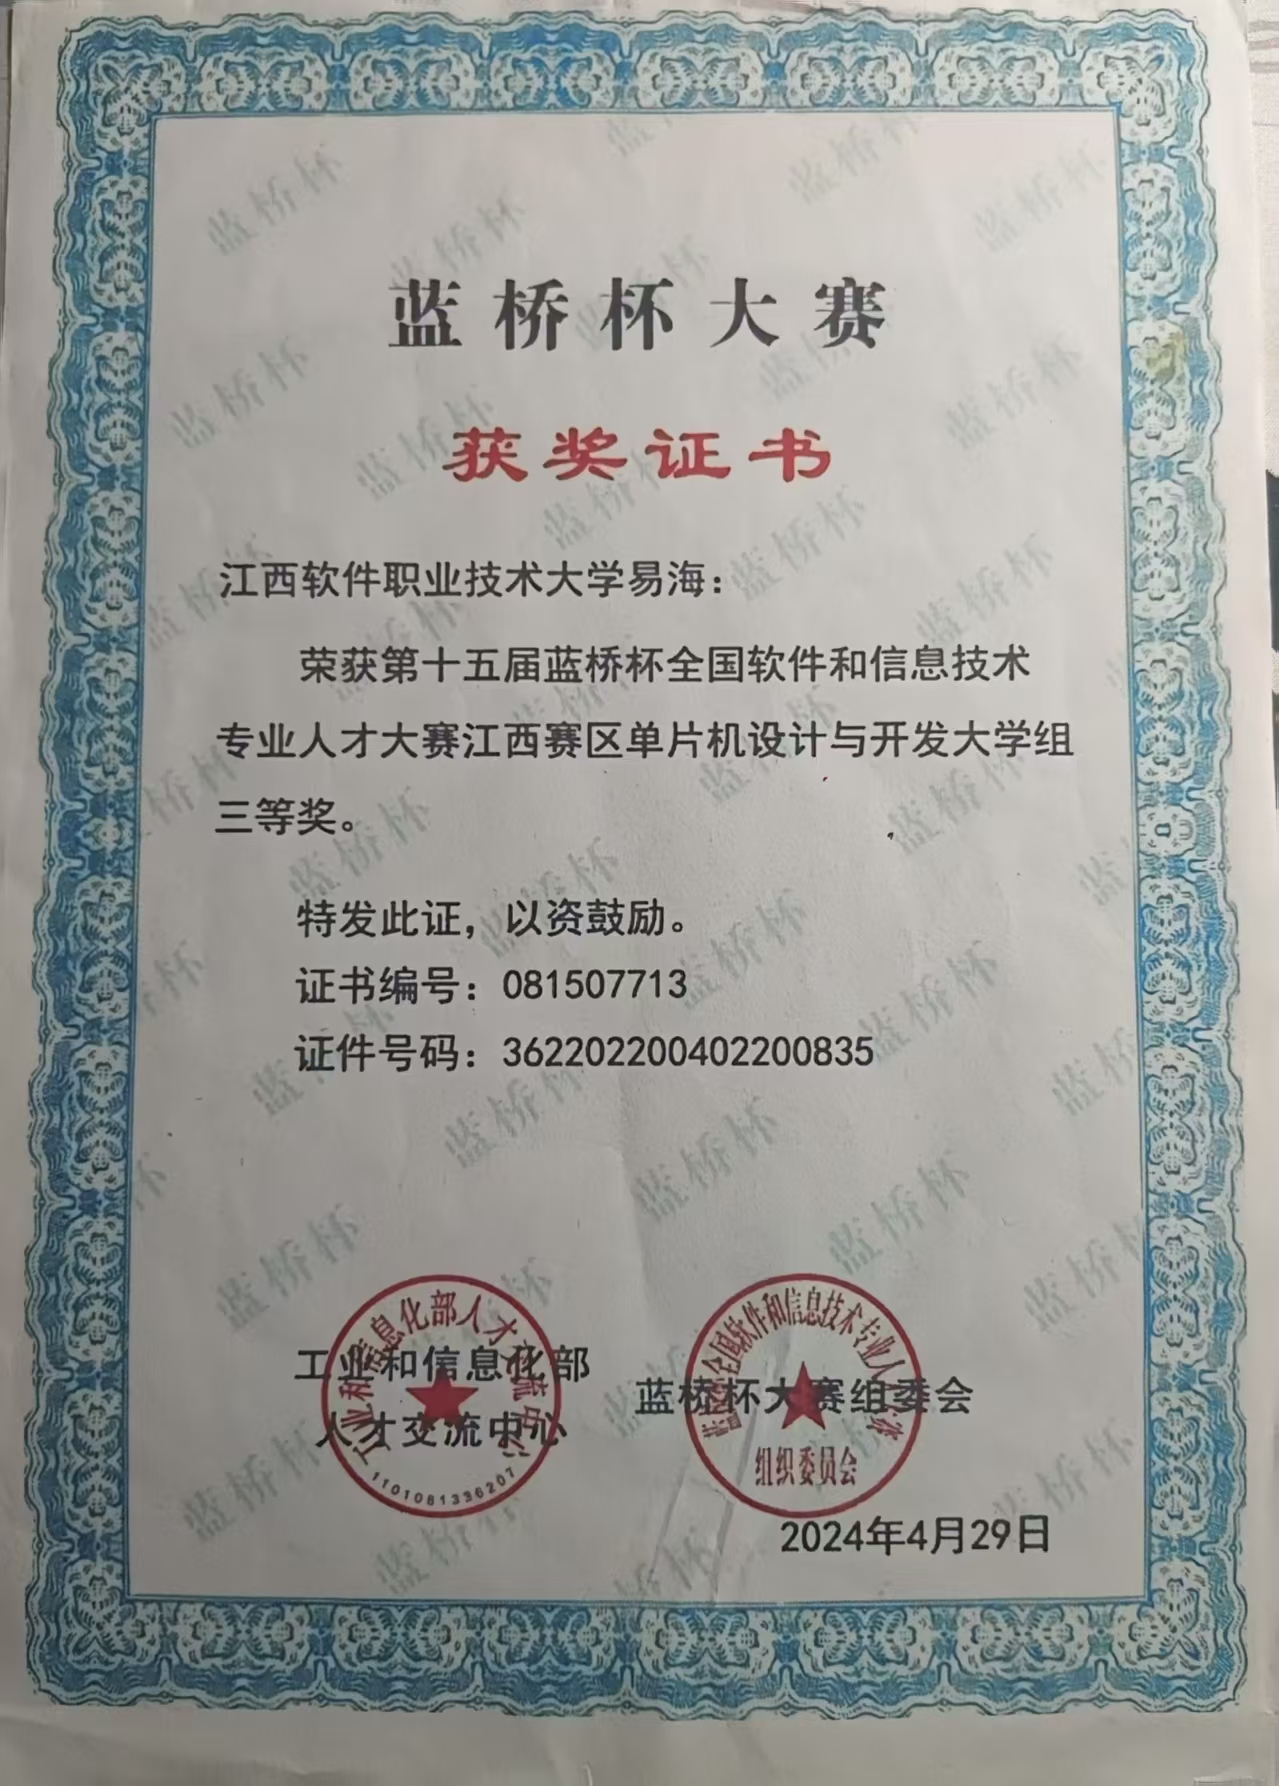 蓝桥杯大赛
获奖证书
江西软件职业技术大学易海：
荣获第十五届蓝桥杯全国软件和信息技术
专业人才大赛江西赛区单片机设计与开发大学组
三等奖。
特发此证，以资鼓励。
证书编号：081507713
证件号码：362202200402200835
工业和信息化部
人才交流中心
工业和信息化部人才交流中心
1101081336207
蓝桥杯大赛组委会
全国软件和信息技术专业人
组织委员会
2024年4月29日
蓝桥杯